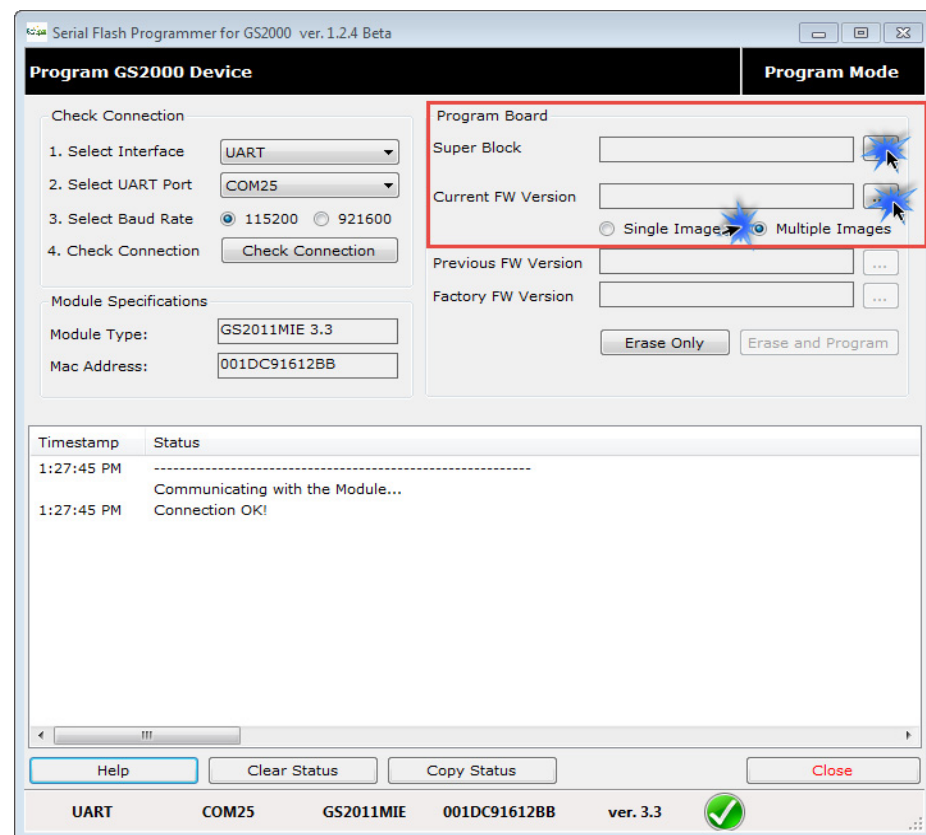 Serial Flash Programmer for GS2000 ver. 1.2.4 Beta
Program GS2000 Device
Program Mode
Check Connection
1. Select Interface
UART
2. Select UART Port
COM25
3. Select Baud Rate
115200
921600
4. Check Connection
Check Connection
Module Specifications
Module Type:
GS2011MIE 3.3
Mac Address:
001DC91612BB
Program Board
Super Block
Current FW Version
Single Image
Multiple Images
Previous FW Version
...
Factory FW Version
...
Erase Only
Erase and Program
Timestamp Status
1:27:45 PM ------------------------------------------------------------
Communicating with the Module...
1:27:45 PM Connection OK!
Help
Clear Status
Copy Status
Close
UART COM25 GS2011MIE 001DC91612BB ver. 3.3